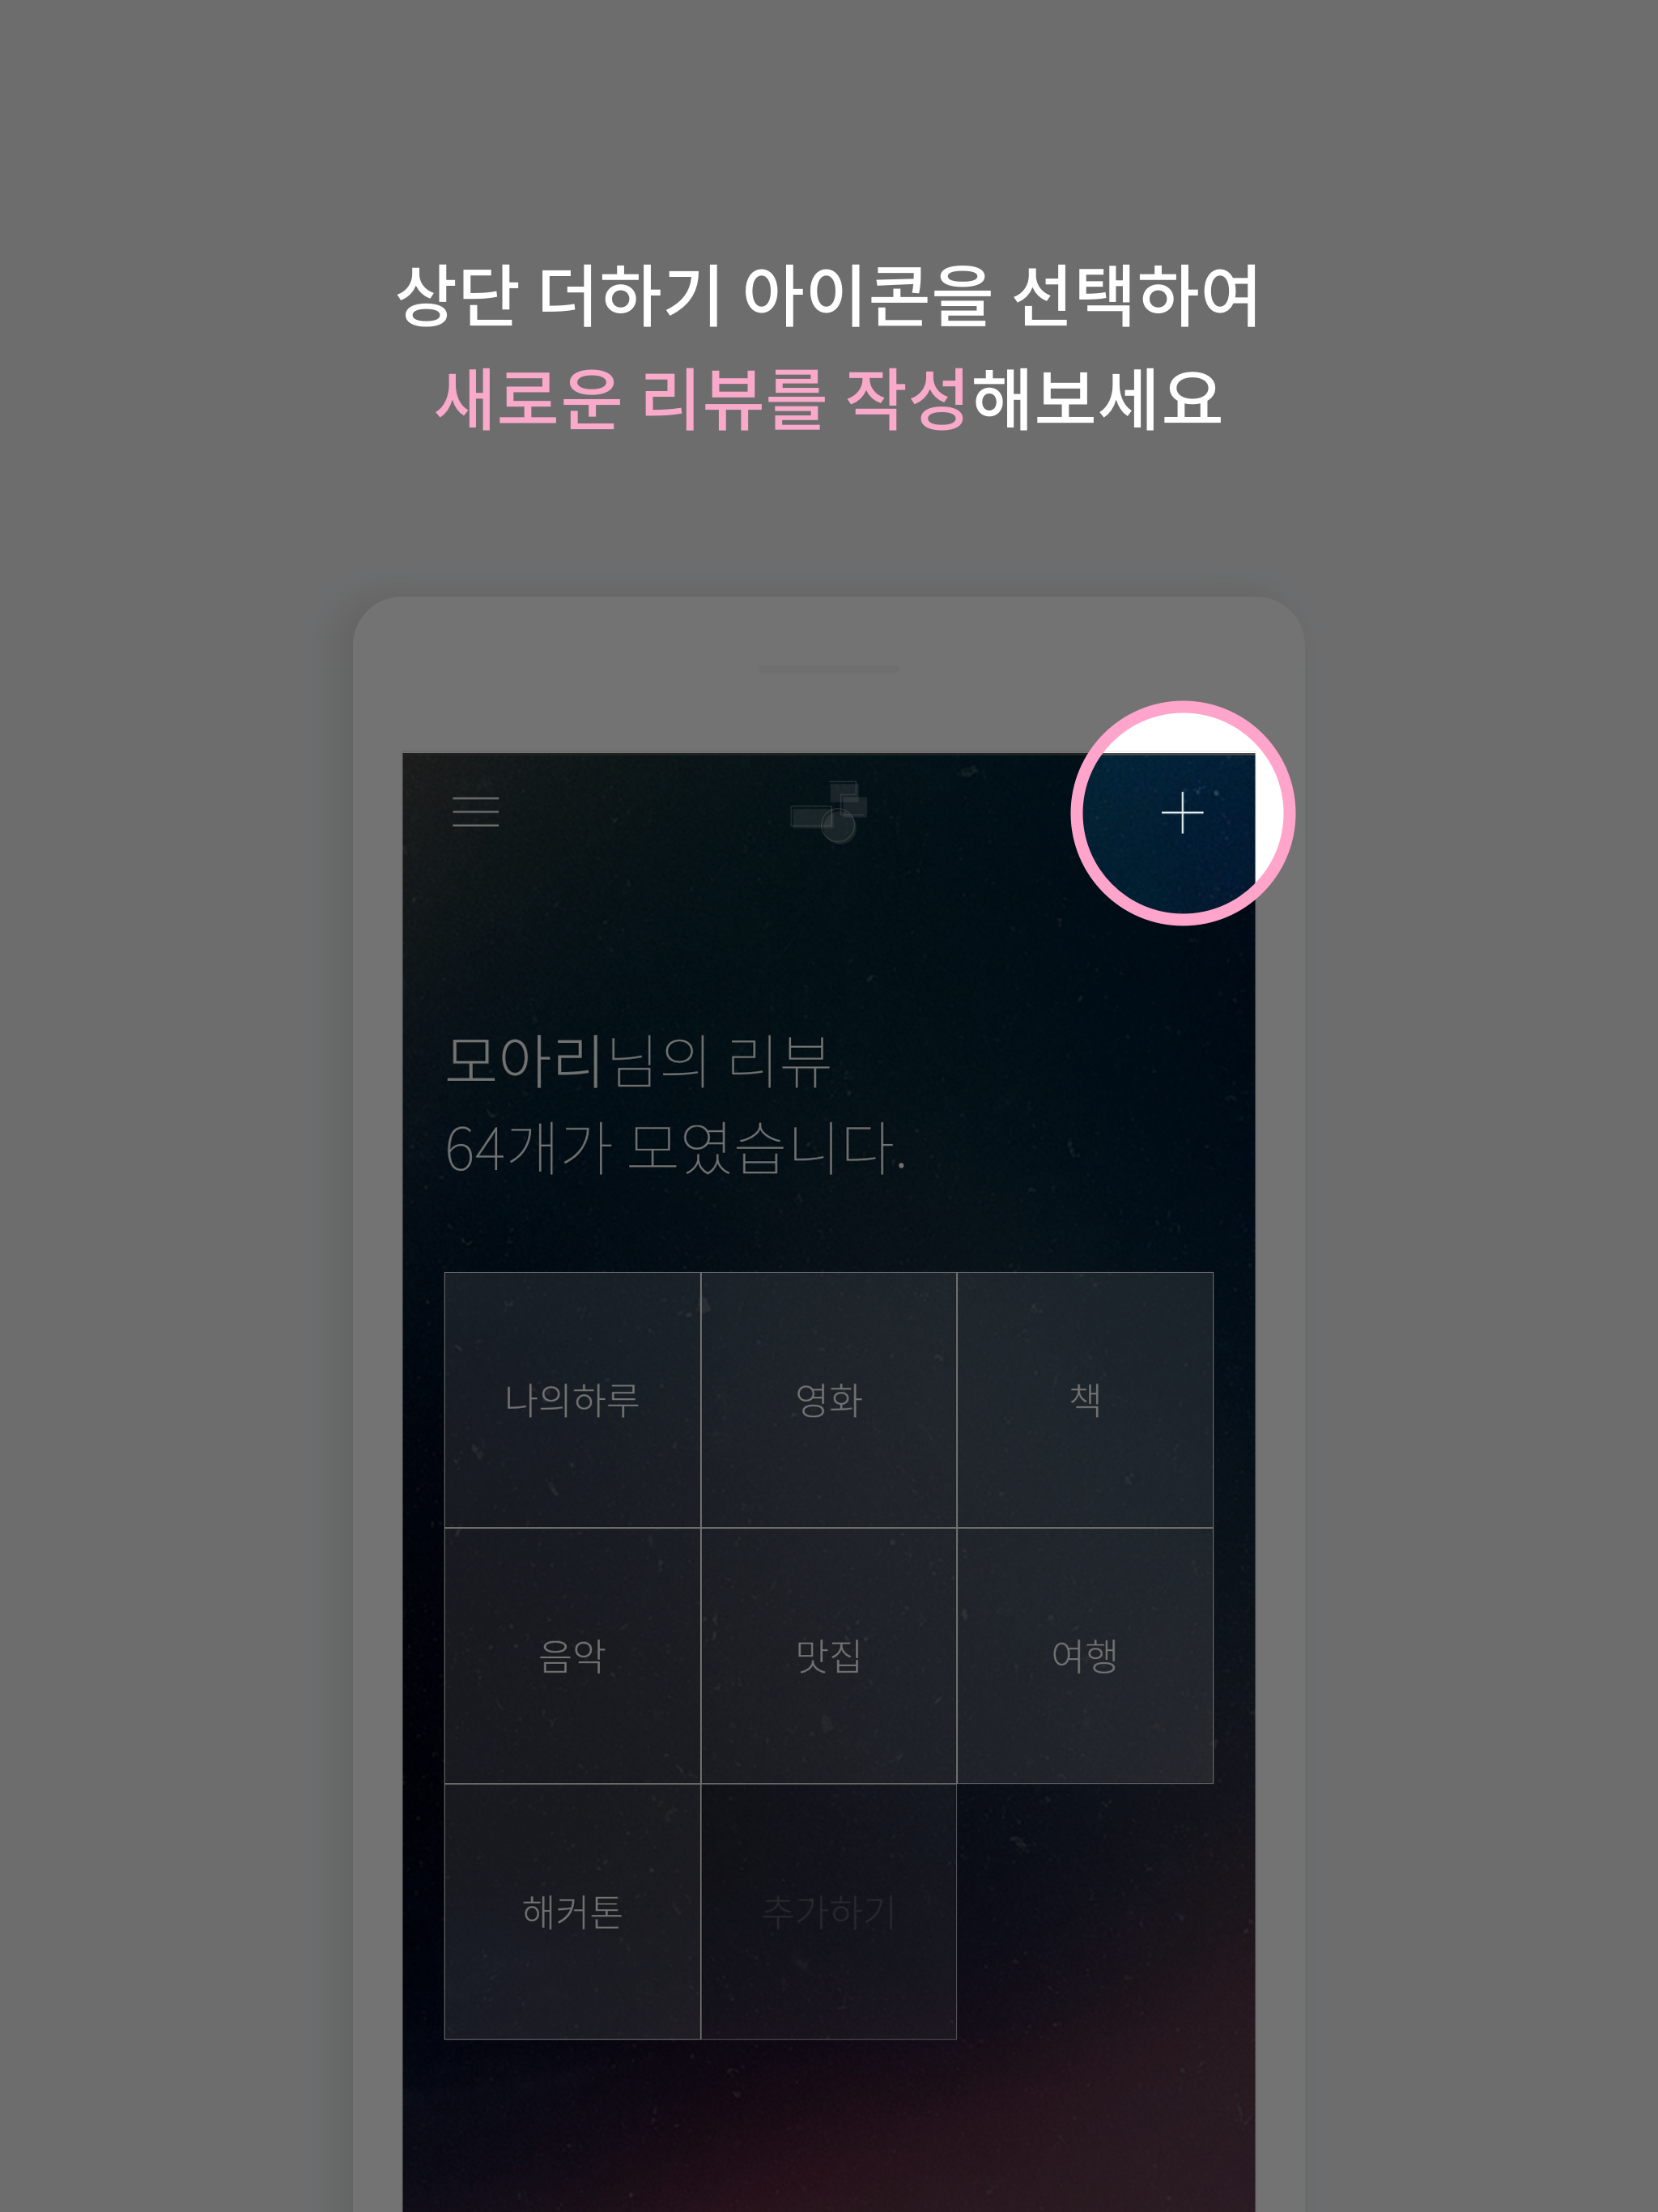 상단 더하기 아이콘을 선택하여
새로운 리뷰를 작성해보세요
모아리님의 리뷰
64개가 모였습니다.
나의하루
영화
책
음악
맛집
여행
해커톤
추가하기